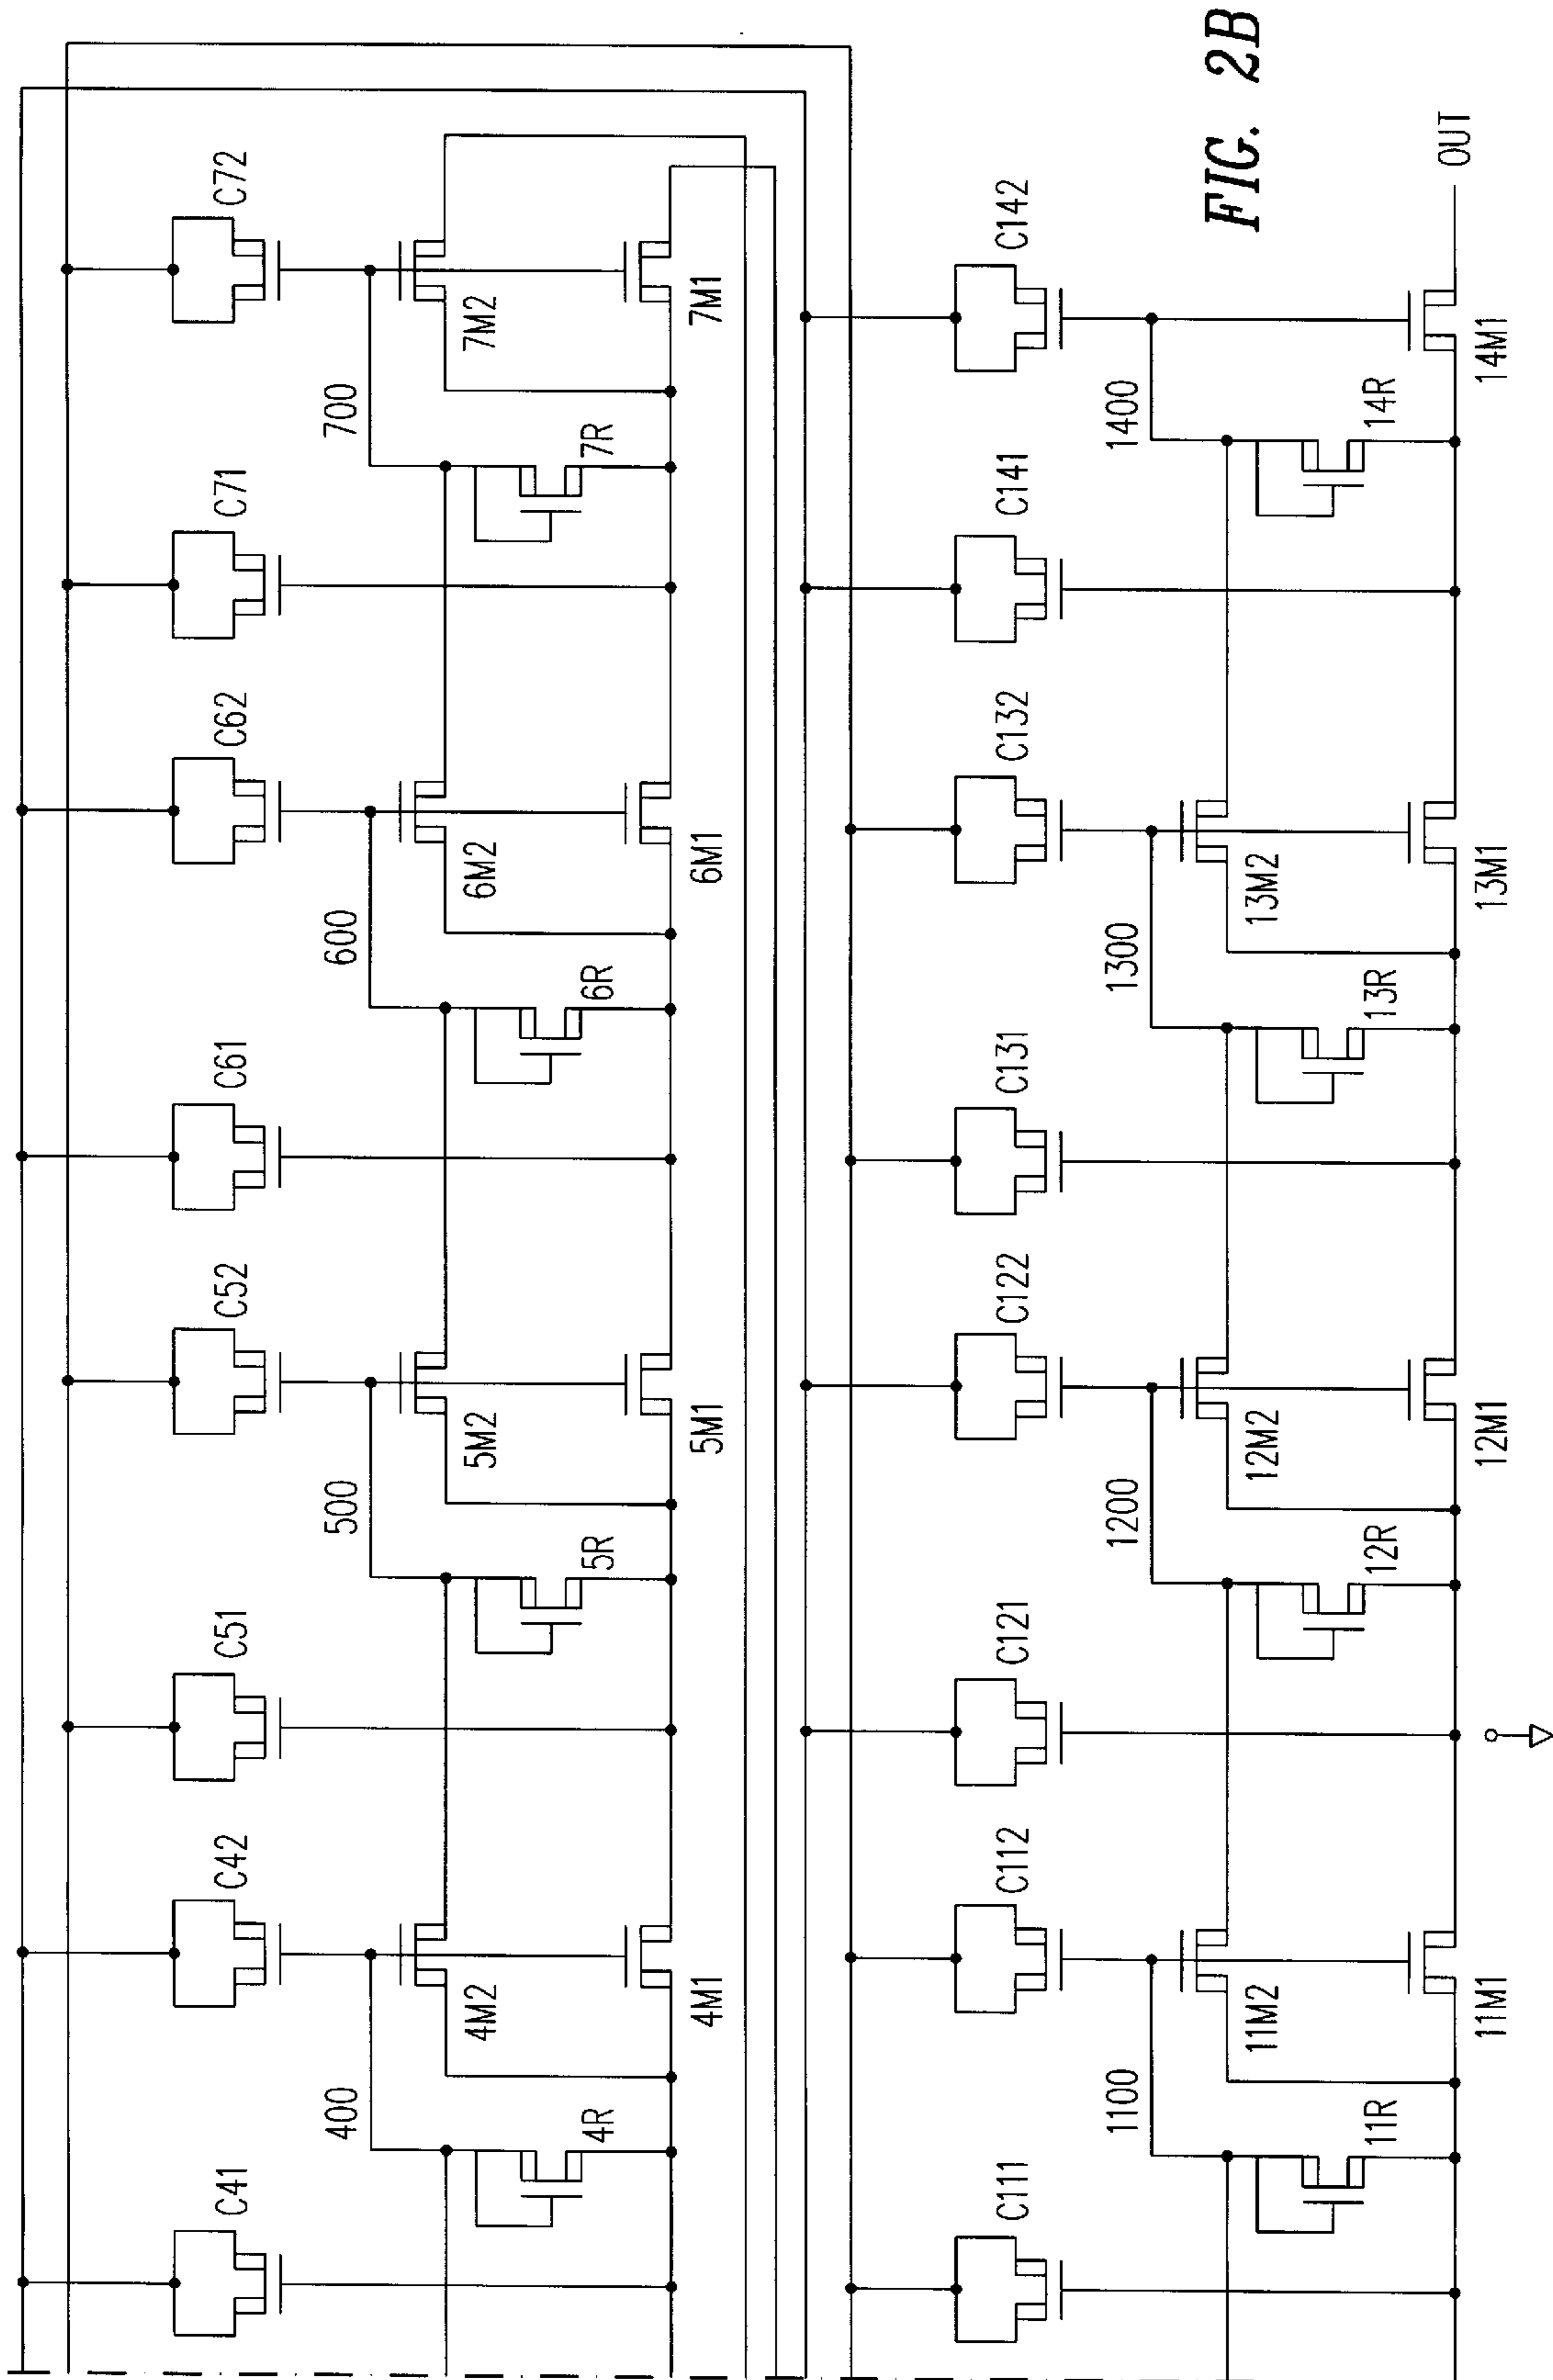 FIG. 2B
C41
C42
C51
C52
C61
C62
C71
C72
400
500
600
700
4R
4M2
5R
5M2
6R
6M2
7R
7M2
4M1
5M1
6M1
7M1
C111
C112
C121
C122
C131
C132
C141
C142
1100
1200
1300
1400
11R
11M2
12R
12M2
13R
13M2
14R
OUT
11M1
12M1
13M1
14M1